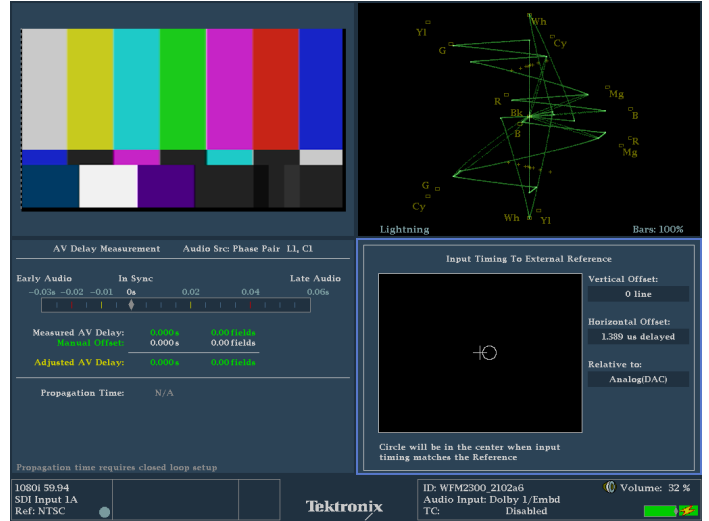 Wh
Yl
Cy
G
Mg
R
B
Bk
B
R
Mg
G
Cy
Wh
Yl
Lightning
Bars: 100%
AV Delay Measurement Audio Src: Phase Pair L1, C1
Early Audio In Sync Late Audio
-0.03s -0.02 -0.01 0s 0.02 0.04 0.06s
Measured AV Delay: 0.000 s 0.00 fields
Manual Offset: 0.000 s 0.00 fields
Adjusted AV Delay: 0.000 s 0.00 fields
Propagation Time: N/A
Propagation time requires closed loop setup
Input Timing To External Reference
Vertical Offset:
0 line
Horizontal Offset:
1.389 us delayed
Relative to:
Analog(DAC)
Circle will be in the center when input
timing matches the Reference
1080i 59.94
SDI Input 1A
Ref: NTSC
Tektronix
ID: WFM2300_2102a6
Audio Input: Dolby 1/Embd
TC: Disabled
Volume: 32 %